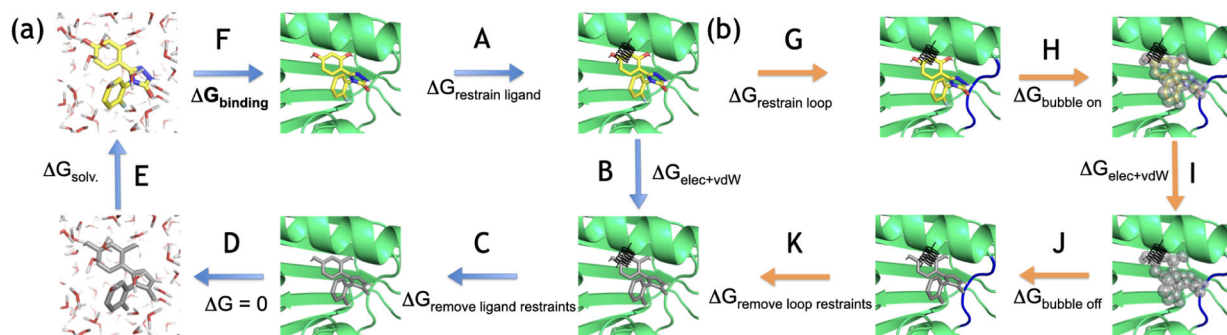 (a)
F
A
(b)
G
H
ΔGbinding
ΔGrestrain ligand
ΔGrestrain loop
ΔGbubble on
ΔGsolv.
E
B
ΔGelec+vdW
ΔGelec+vdW
I
D
C
K
J
ΔG = 0
ΔGremove ligand restraints
ΔGremove loop restraints
ΔGbubble off